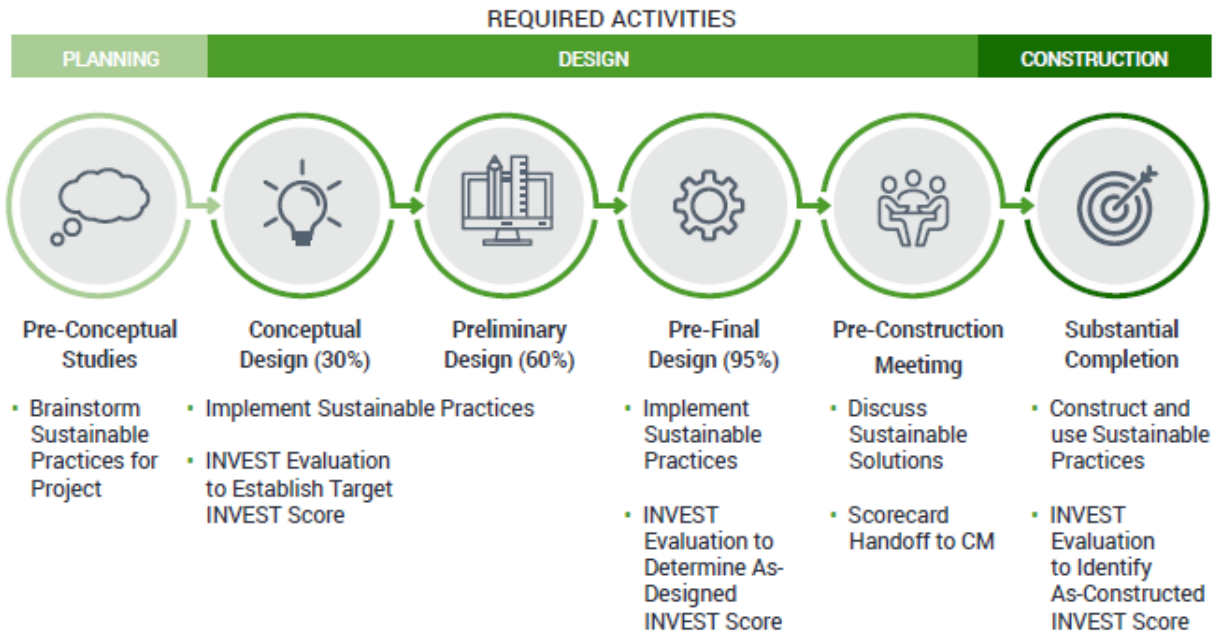 REQUIRED ACTIVITIES
PLANNING
DESIGN
CONSTRUCTION
Pre-Conceptual
Studies
• Brainstorm
Sustainable
Practices for
Project
Conceptual
Design (30%)
Preliminary
Design (60%)
• Implement Sustainable Practices
• INVEST Evaluation
to Establish Target
INVEST Score
Pre-Final
Design (95%)
• Implement
Sustainable
Practices
• INVEST
Evaluation to
Determine As-
Designed
INVEST Score
Pre-Construction
Meetimg
• Discuss
Sustainable
Solutions
• Scorecard
Handoff to CM
Substantial
Completion
• Construct and
use Sustainable
Practices
• INVEST
Evaluation
to Identify
As-Constructed
INVEST Score